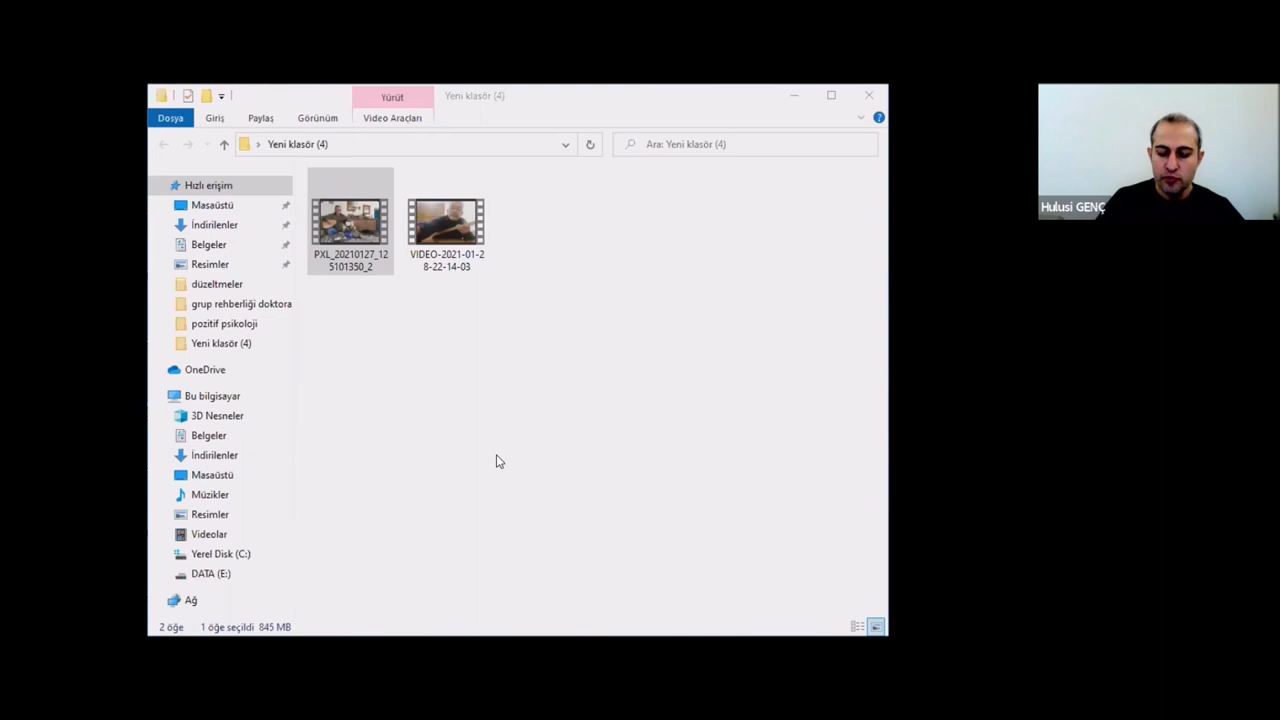 Yürüt
Yeni klasör (4)
Dosya
Giriş
Paylaş
Görünüm
Video Araçları
Yeni klasör (4)
Ara: Yeni klasör (4)
Hızlı erişim
Masaüstü
İndirilenler
Belgeler
Resimler
düzeltmeler
grup rehberliği doktora
pozitif psikoloji
Yeni klasör (4)
OneDrive
Bu bilgisayar
3D Nesneler
Belgeler
İndirilenler
Masaüstü
Müzikler
Resimler
Videolar
Yerel Disk (C:)
DATA (E:)
Ağ
PXL_20210127_12
5101350_2
VIDEO-2021-01-2
8-22-14-03
2 öğe
1 öğe seçildi 845 MB
Hulusi GENÇ